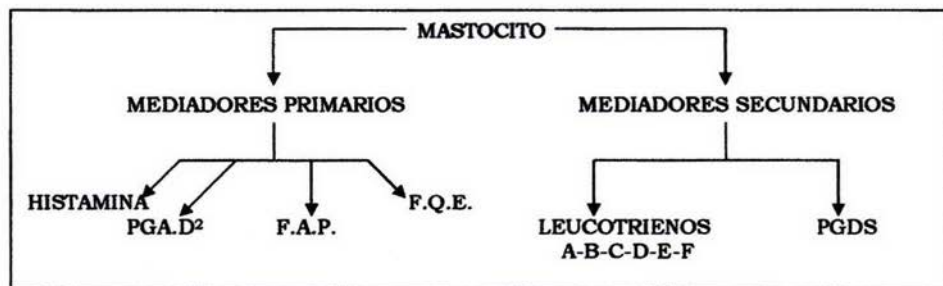 MASTOCITO
MEDIADORES PRIMARIOS
MEDIADORES SECUNDARIOS
HISTAMINA
PGA.D²
F.A.P.
F.Q.E.
LEUCOTRIENOS
A-B-C-D-E-F
PGDS